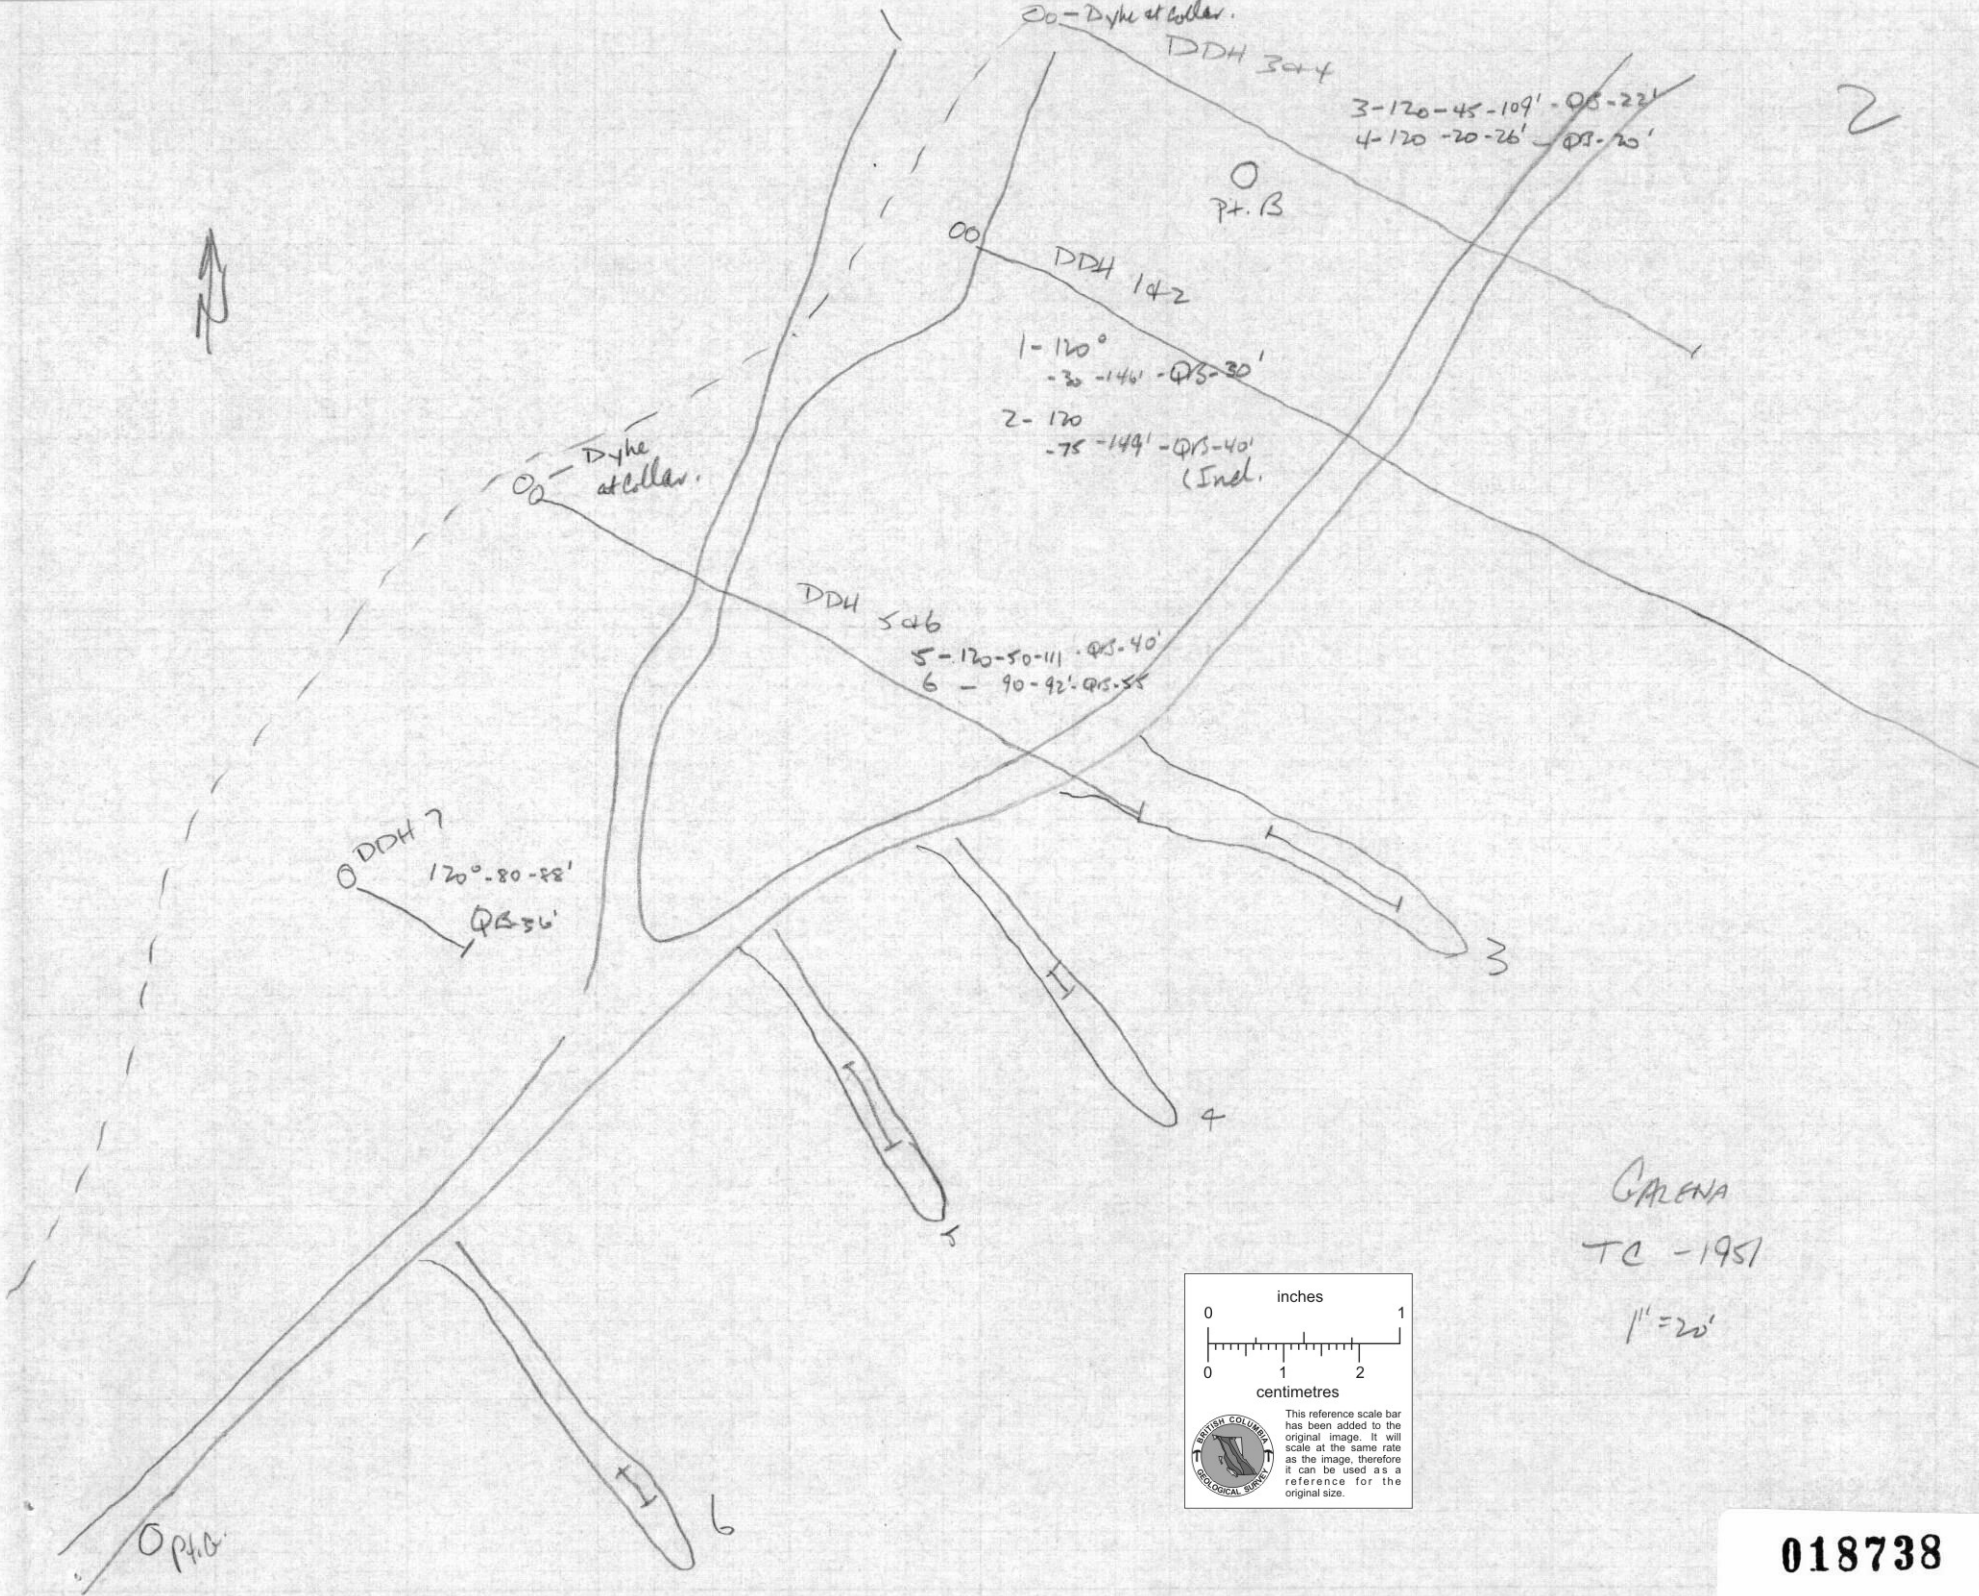 Dyke at Collar.
DDH 3&4
2
3-120-45-109'-QB-22'
4-120-20-26'-QB-20'
Pt. B
N
DDH 1&2
1-120°
-30-146'-QB-30'
2-120
-75-149'-QB-40'
(Incl.
Dyke
at Collar.
DDH 5&6
5-120-50-111-QB-40'
6 - 90-92'-QB-55
DDH 7
120°-80-88'
QB-36'
3
4
5
6
GALENA
TC - 1951
1"=20'
inches
0 1
0 1 2
centimetres
This reference scale bar
has been added to the
original image. It will
scale at the same rate
as the image, therefore
it can be used as a
reference for the
original size.
BRITISH COLUMBIA
GEOLOGICAL SURVEY
Pt.
018738